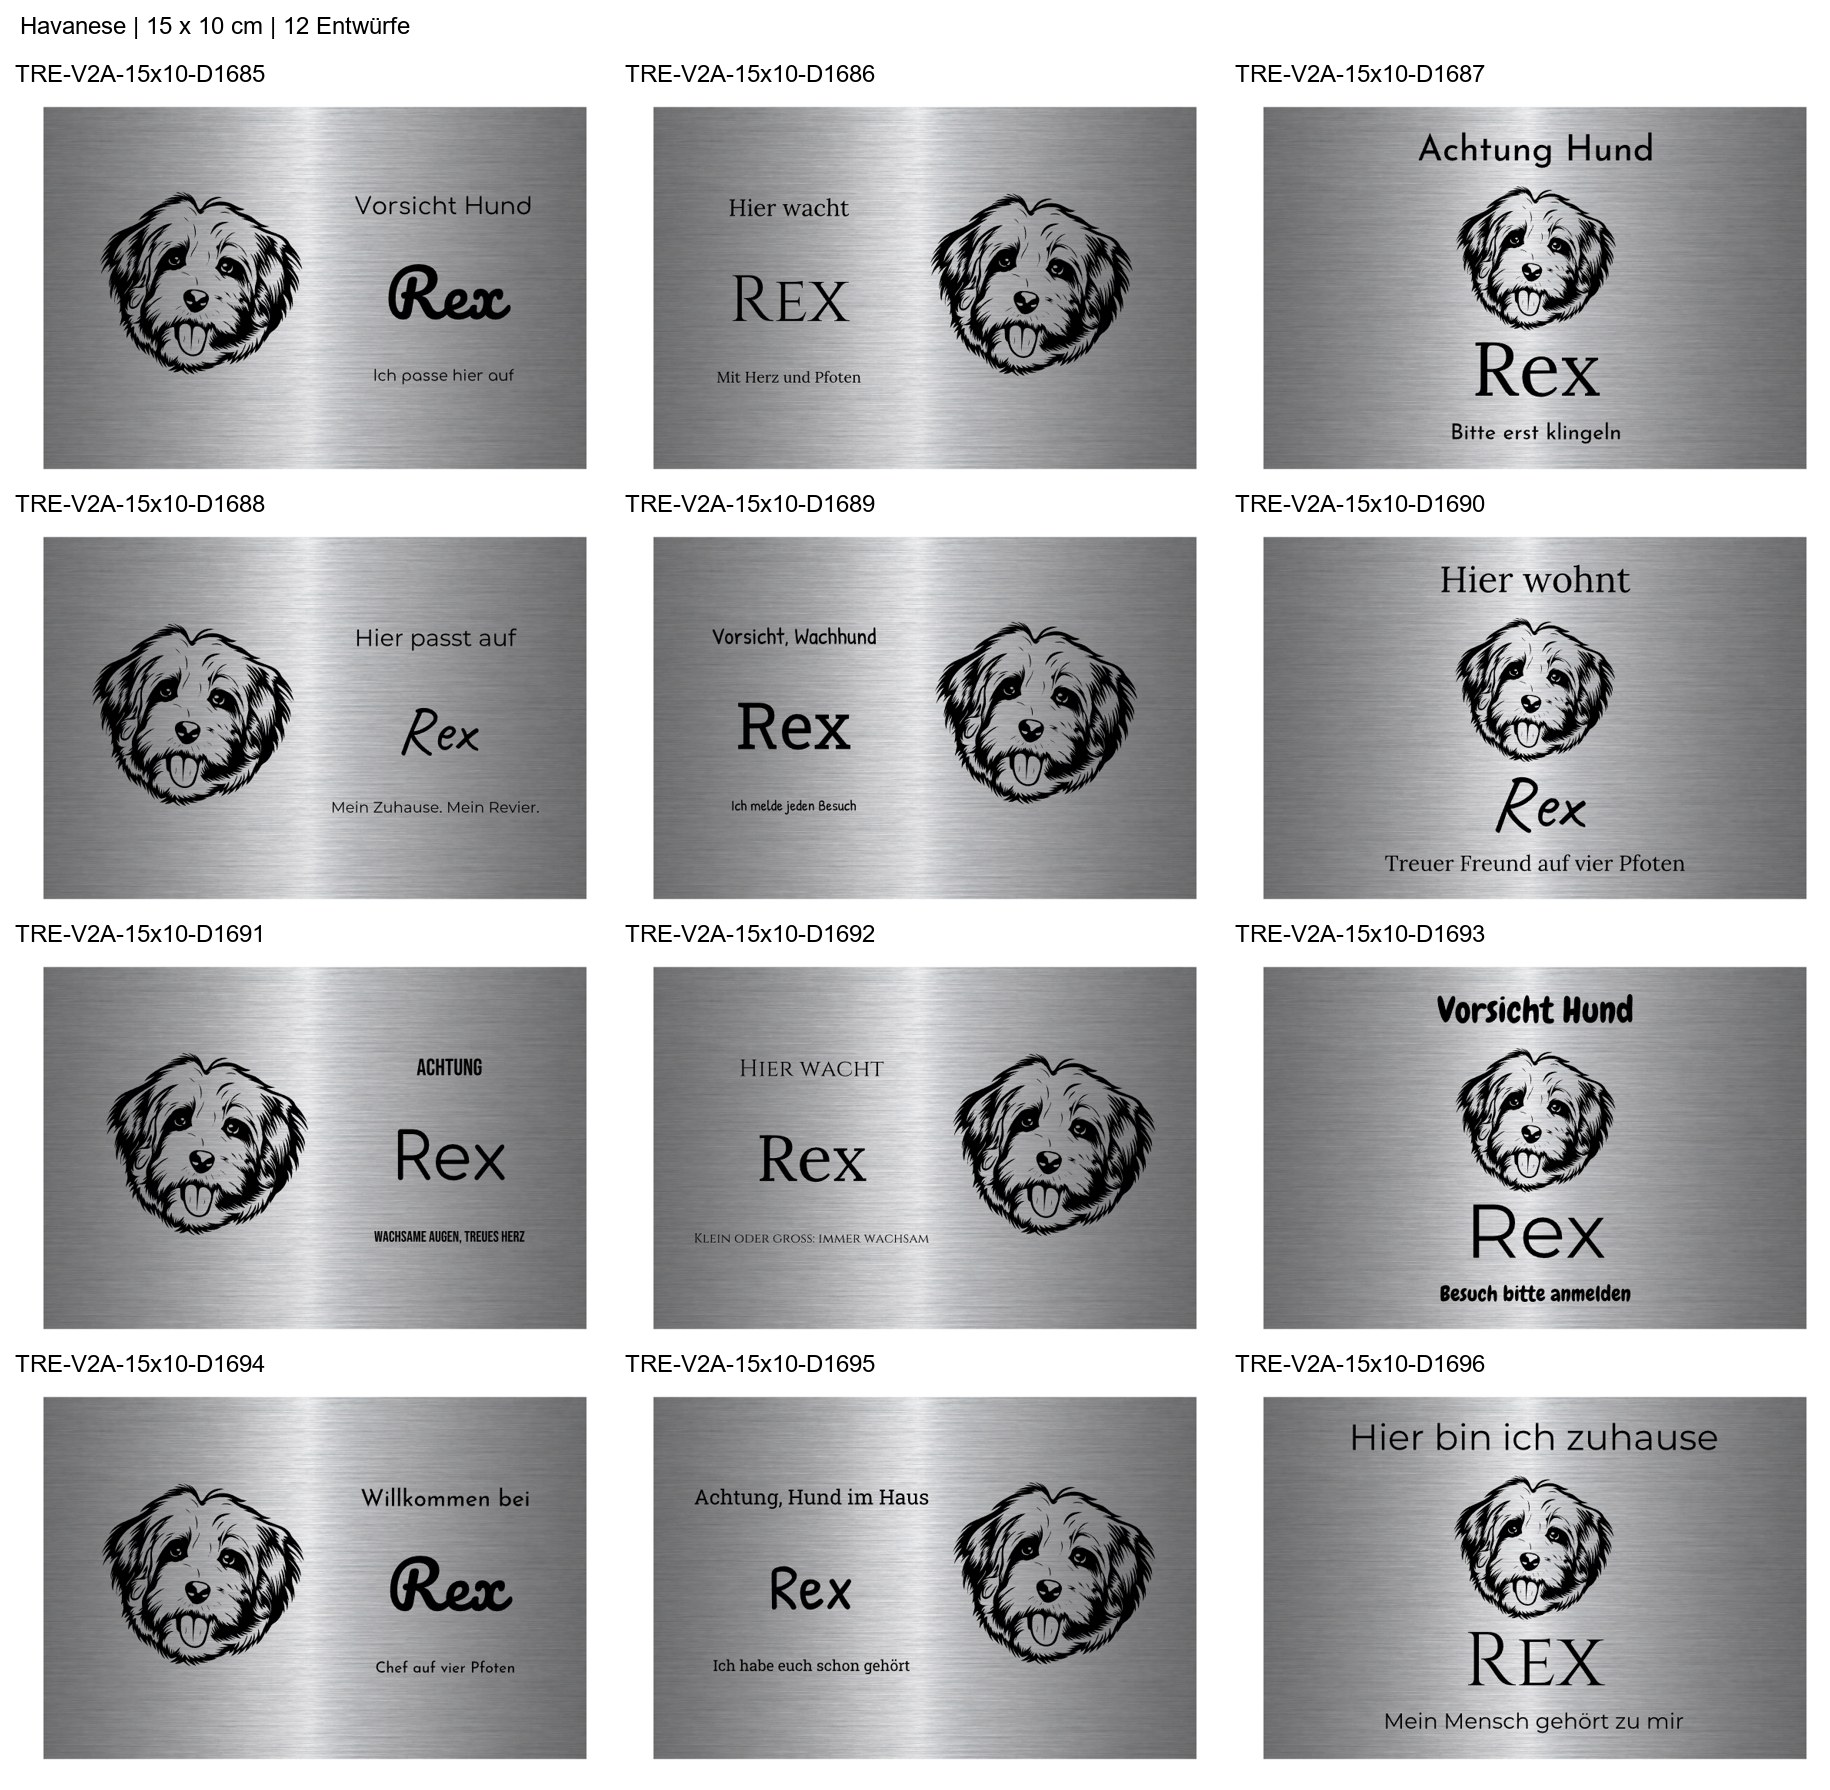 Havanese | 15 x 10 cm | 12 Entwürfe
TRE-V2A-15x10-D1685
Vorsicht Hund
Rex
Ich passe hier auf
TRE-V2A-15x10-D1686
Hier wacht
Rex
Mit Herz und Pfoten
TRE-V2A-15x10-D1687
Achtung Hund
Rex
Bitte erst klingeln
TRE-V2A-15x10-D1688
Hier passt auf
Rex
Mein Zuhause. Mein Revier.
TRE-V2A-15x10-D1689
Vorsicht, Wachhund
Rex
Ich melde jeden Besuch
TRE-V2A-15x10-D1690
Hier wohnt
Rex
Treuer Freund auf vier Pfoten
TRE-V2A-15x10-D1691
ACHTUNG
Rex
WACHSAME AUGEN, TREUES HERZ
TRE-V2A-15x10-D1692
Hier wacht
Rex
Klein oder gross: immer wachsam
TRE-V2A-15x10-D1693
Vorsicht Hund
Rex
Besuch bitte anmelden
TRE-V2A-15x10-D1694
Willkommen bei
Rex
Chef auf vier Pfoten
TRE-V2A-15x10-D1695
Achtung, Hund im Haus
Rex
Ich habe euch schon gehört
TRE-V2A-15x10-D1696
Hier bin ich zuhause
Rex
Mein Mensch gehört zu mir